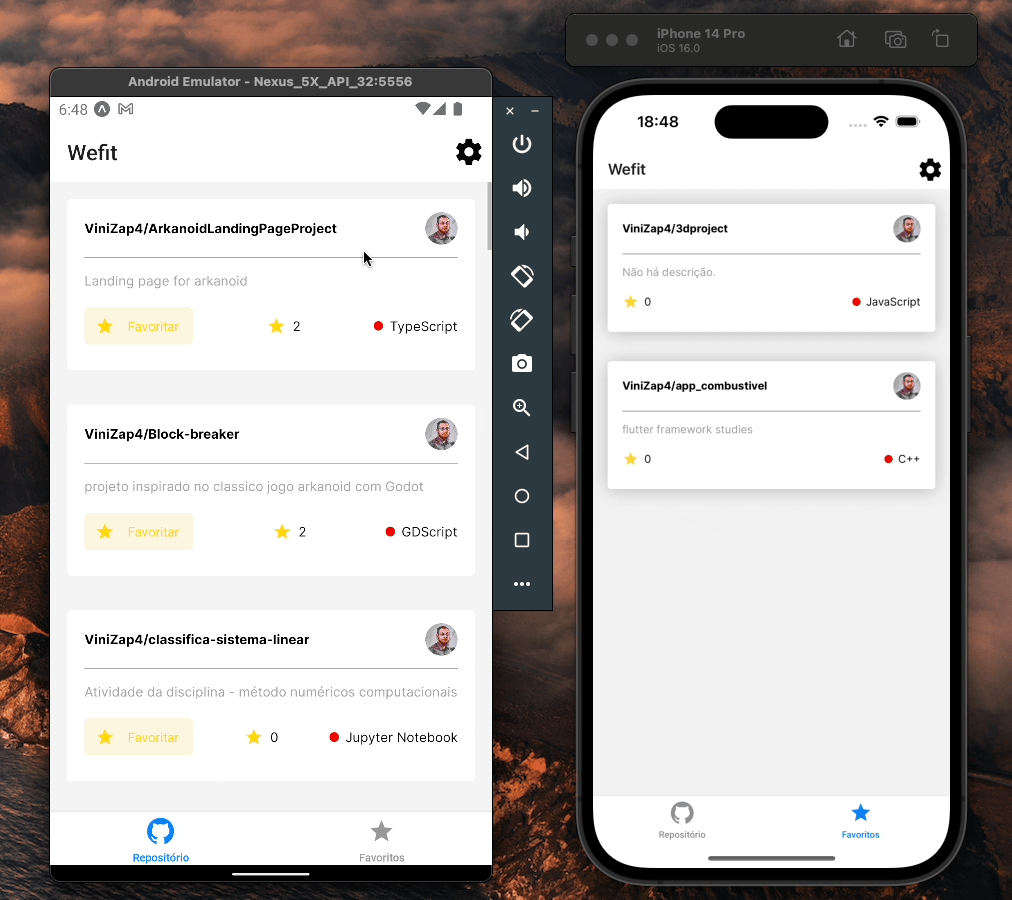 Android Emulator - Nexus_5X_API_32:5556
6:48
Wefit
ViniZap4/ArkanoidLandingPageProject
Landing page for arkanoid
Favoritar
2
TypeScript
ViniZap4/Block-breaker
projeto inspirado no classico jogo arkanoid com Godot
Favoritar
2
GDScript
ViniZap4/classifica-sistema-linear
Atividade da disciplina - método numéricos computacionais
Favoritar
0
Jupyter Notebook
Repositório
Favoritos
iPhone 14 Pro
iOS 16.0
18:48
Wefit
ViniZap4/3dproject
Não há descrição.
0
JavaScript
ViniZap4/app_combustivel
flutter framework studies
0
C++
Repositório
Favoritos